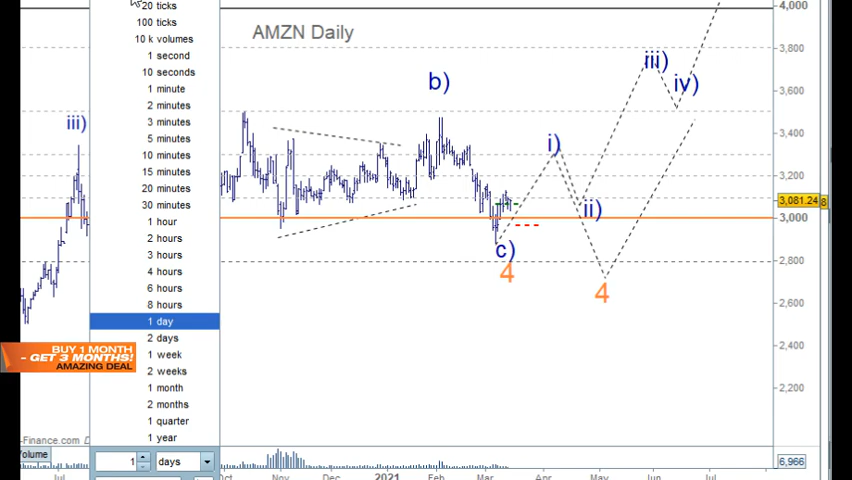 20 ticks
100 ticks
10 k volumes
1 second
10 seconds
1 minute
2 minutes
3 minutes
5 minutes
10 minutes
15 minutes
20 minutes
30 minutes
1 hour
2 hours
3 hours
4 hours
6 hours
8 hours
1 day
2 days
1 week
2 weeks
1 month
2 months
1 quarter
1 year
1 days
AMZN Daily
iii)
b)
i)
ii)
iii)
iv)
c)
4
4
4,000
3,800
3,600
3,400
3,200
3,081.24
8
3,000
2,800
2,600
2,400
2,200
BUY 1 MONTH
- GET 3 MONTHS!
AMAZING DEAL
-Finance.com
Volume
6,966
Oct Nov Dec 2021 Feb Mar Apr May Jun Jul
Jul